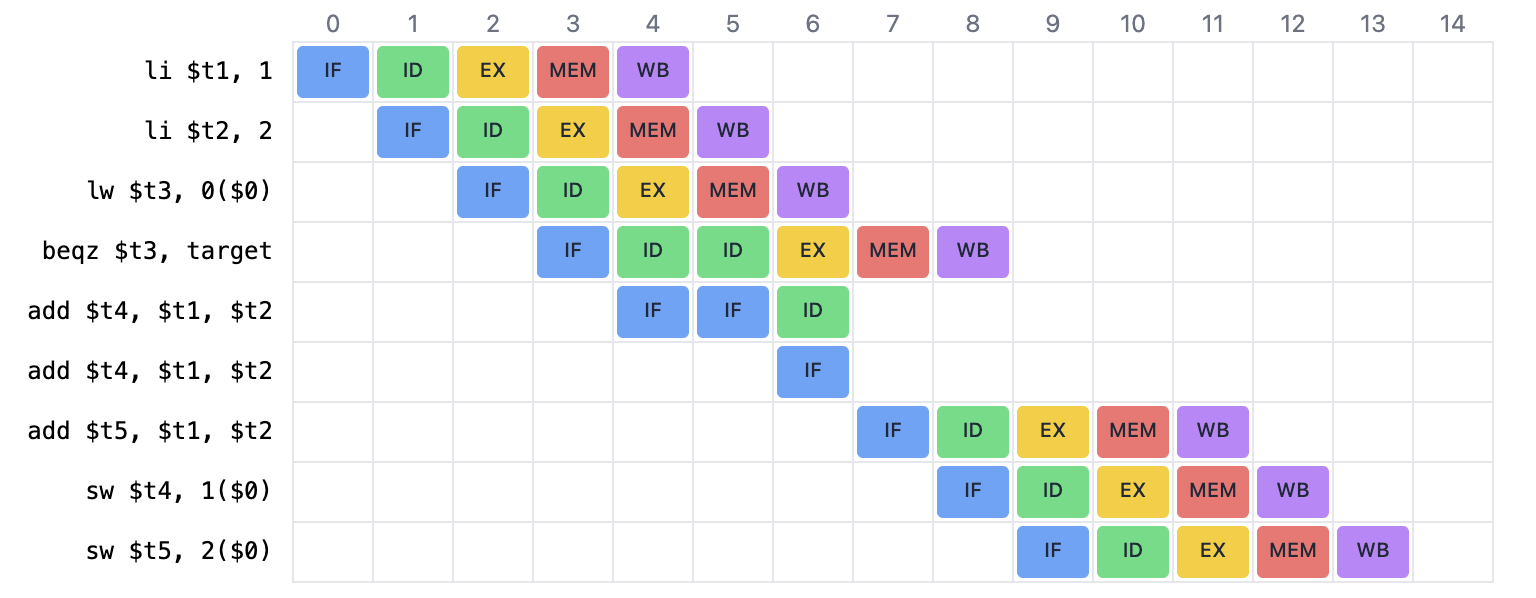 0 1 2 3 4 5 6 7 8 9 10 11 12 13 14
li $t1, 1 IF ID EX MEM WB
li $t2, 2 IF ID EX MEM WB
lw $t3, 0($0) IF ID EX MEM WB
beqz $t3, target IF ID ID EX MEM WB
add $t4, $t1, $t2 IF IF ID
add $t4, $t1, $t2 IF
add $t5, $t1, $t2 IF ID EX MEM WB
sw $t4, 1($0) IF ID EX MEM WB
sw $t5, 2($0) IF ID EX MEM WB